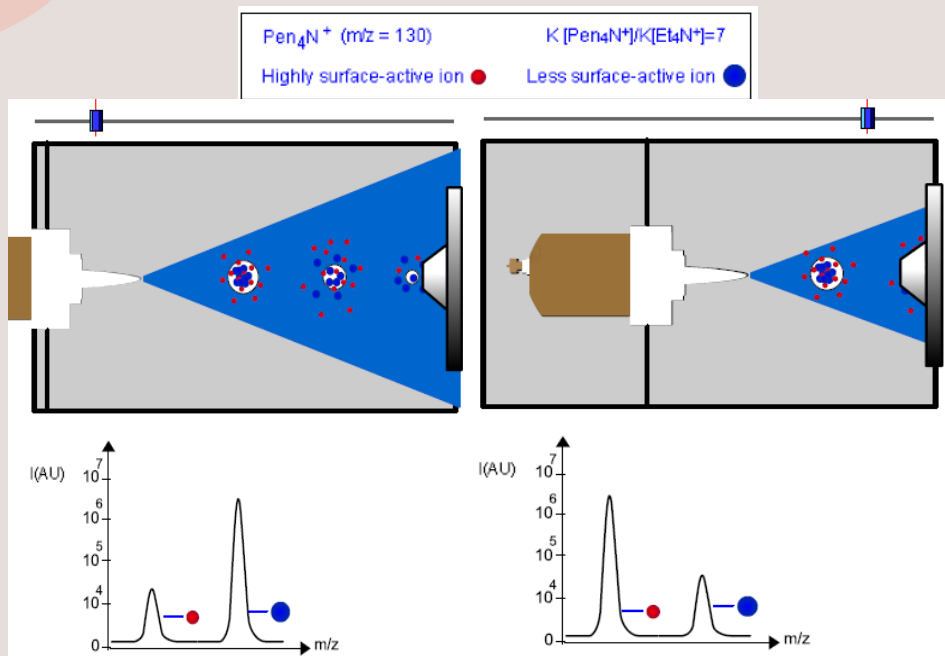 Pen4N+ (m/z = 130) K [Pen4N+]/K[Et4N+]=7
Highly surface-active ion Less surface-active ion
I(AU)
10^7
10^6
10^5
10^4
0
m/z
I(AU)
10^7
10^6
10^5
10^4
0
m/z